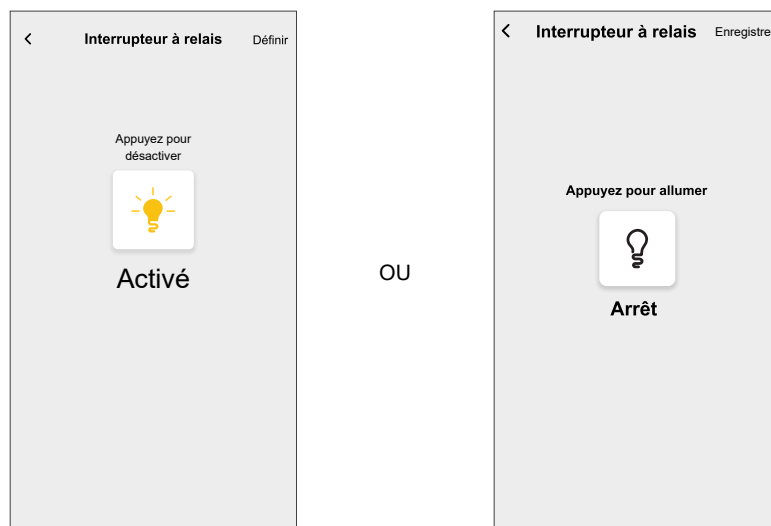 Interrupteur à relais Définir
Appuyez pour
désactiver
Activé
OU
Interrupteur à relais Enregistre
Appuyez pour allumer
Arrêt